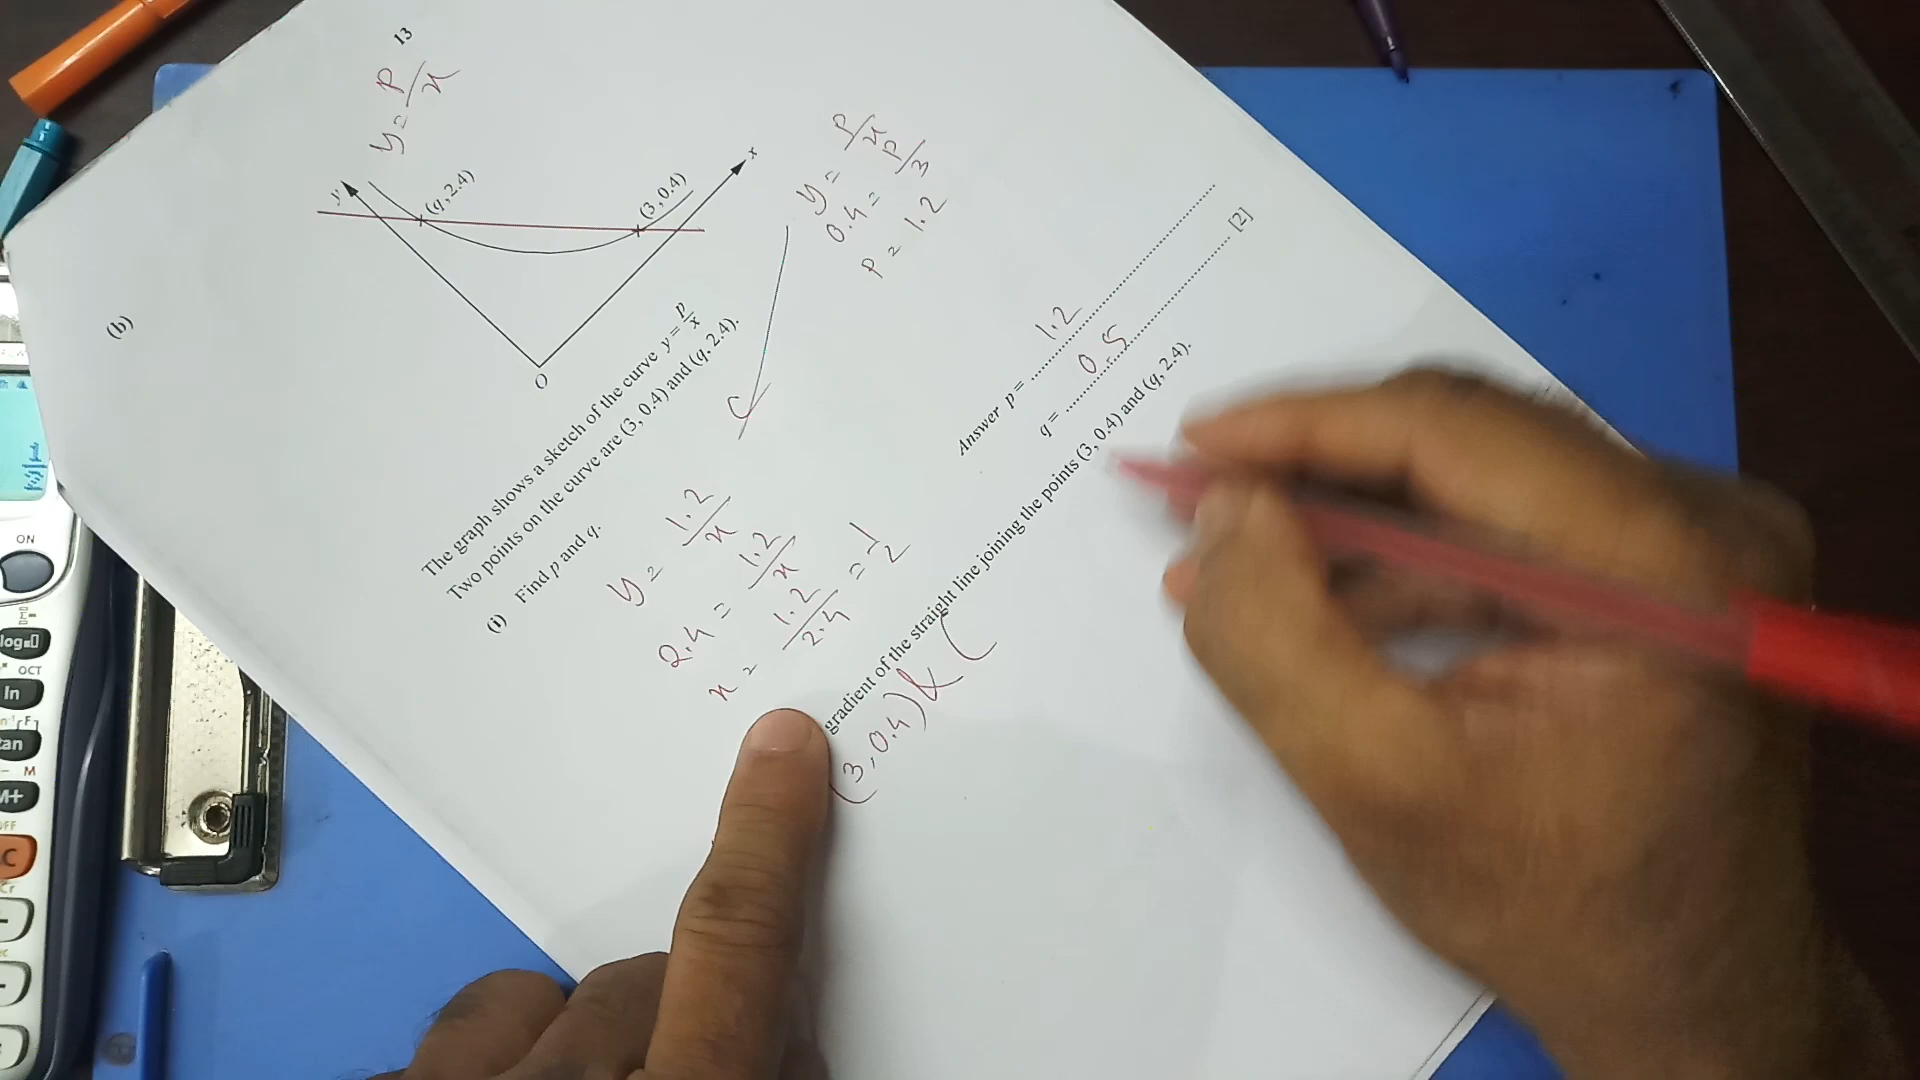 13
(b)
y = p/x
y
(q, 2.4)
(3, 0.4)
x
O
The graph shows a sketch of the curve y = p/x
Two points on the curve are (3, 0.4) and (q, 2.4).
(i) Find p and q.
y = p/x
0.4 = p/3
p = 1.2
y = 1.2/x
2.4 = 1.2/x
x = 1.2/2.4 = 1/2
Answer p = 1.2
q = 0.5 [2]
gradient of the straight line joining the points (3, 0.4) and (q, 2.4).
(3, 0.4) & (
ON
log
OCT
ln
tan
M
M+
OFF